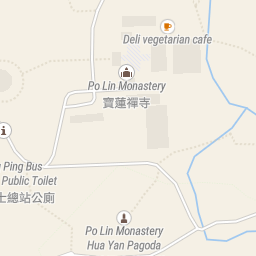 Deli vegetarian cafe
Po Lin Monastery
寶蓮禪寺
Ping Bus
Public Toilet
士總站公廁
Po Lin Monastery
Hua Yan Pagoda